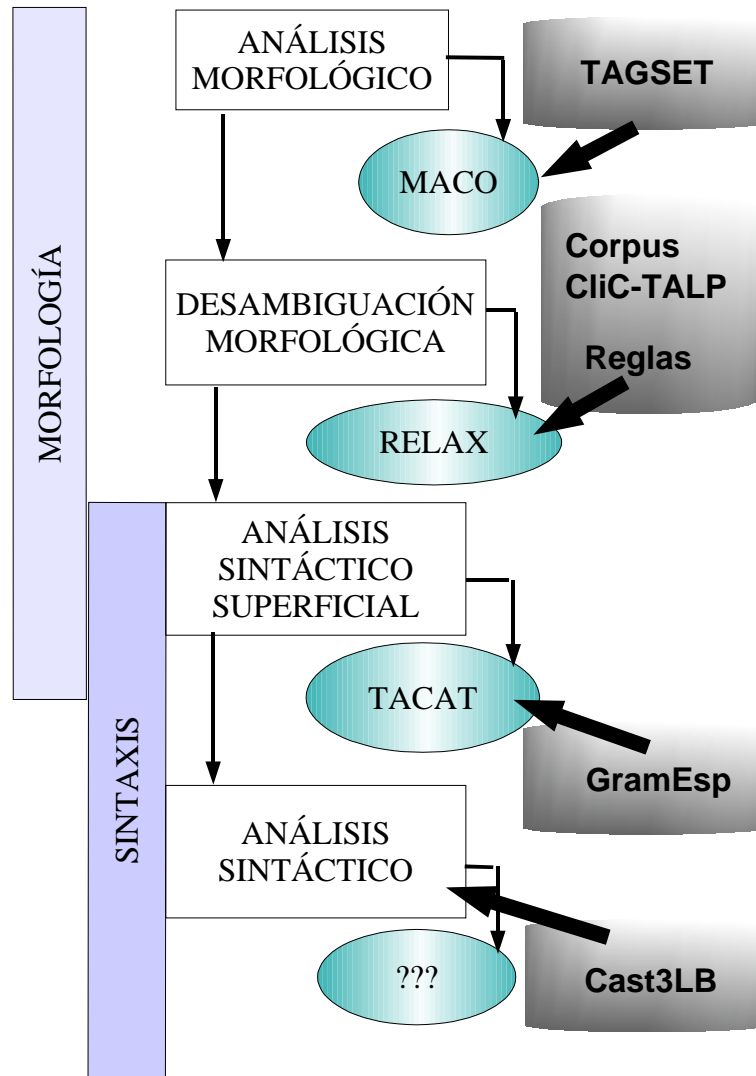 ANÁLISIS
MORFOLÓGICO
TAGSET
MACO
MORFOLOGÍA
Corpus
CliC-TALP
Reglas
DESAMBIGUACIÓN
MORFOLÓGICA
RELAX
SINTAXIS
ANÁLISIS
SINTÁCTICO
SUPERFICIAL
TACAT
GramEsp
ANÁLISIS
SINTÁCTICO
???
Cast3LB